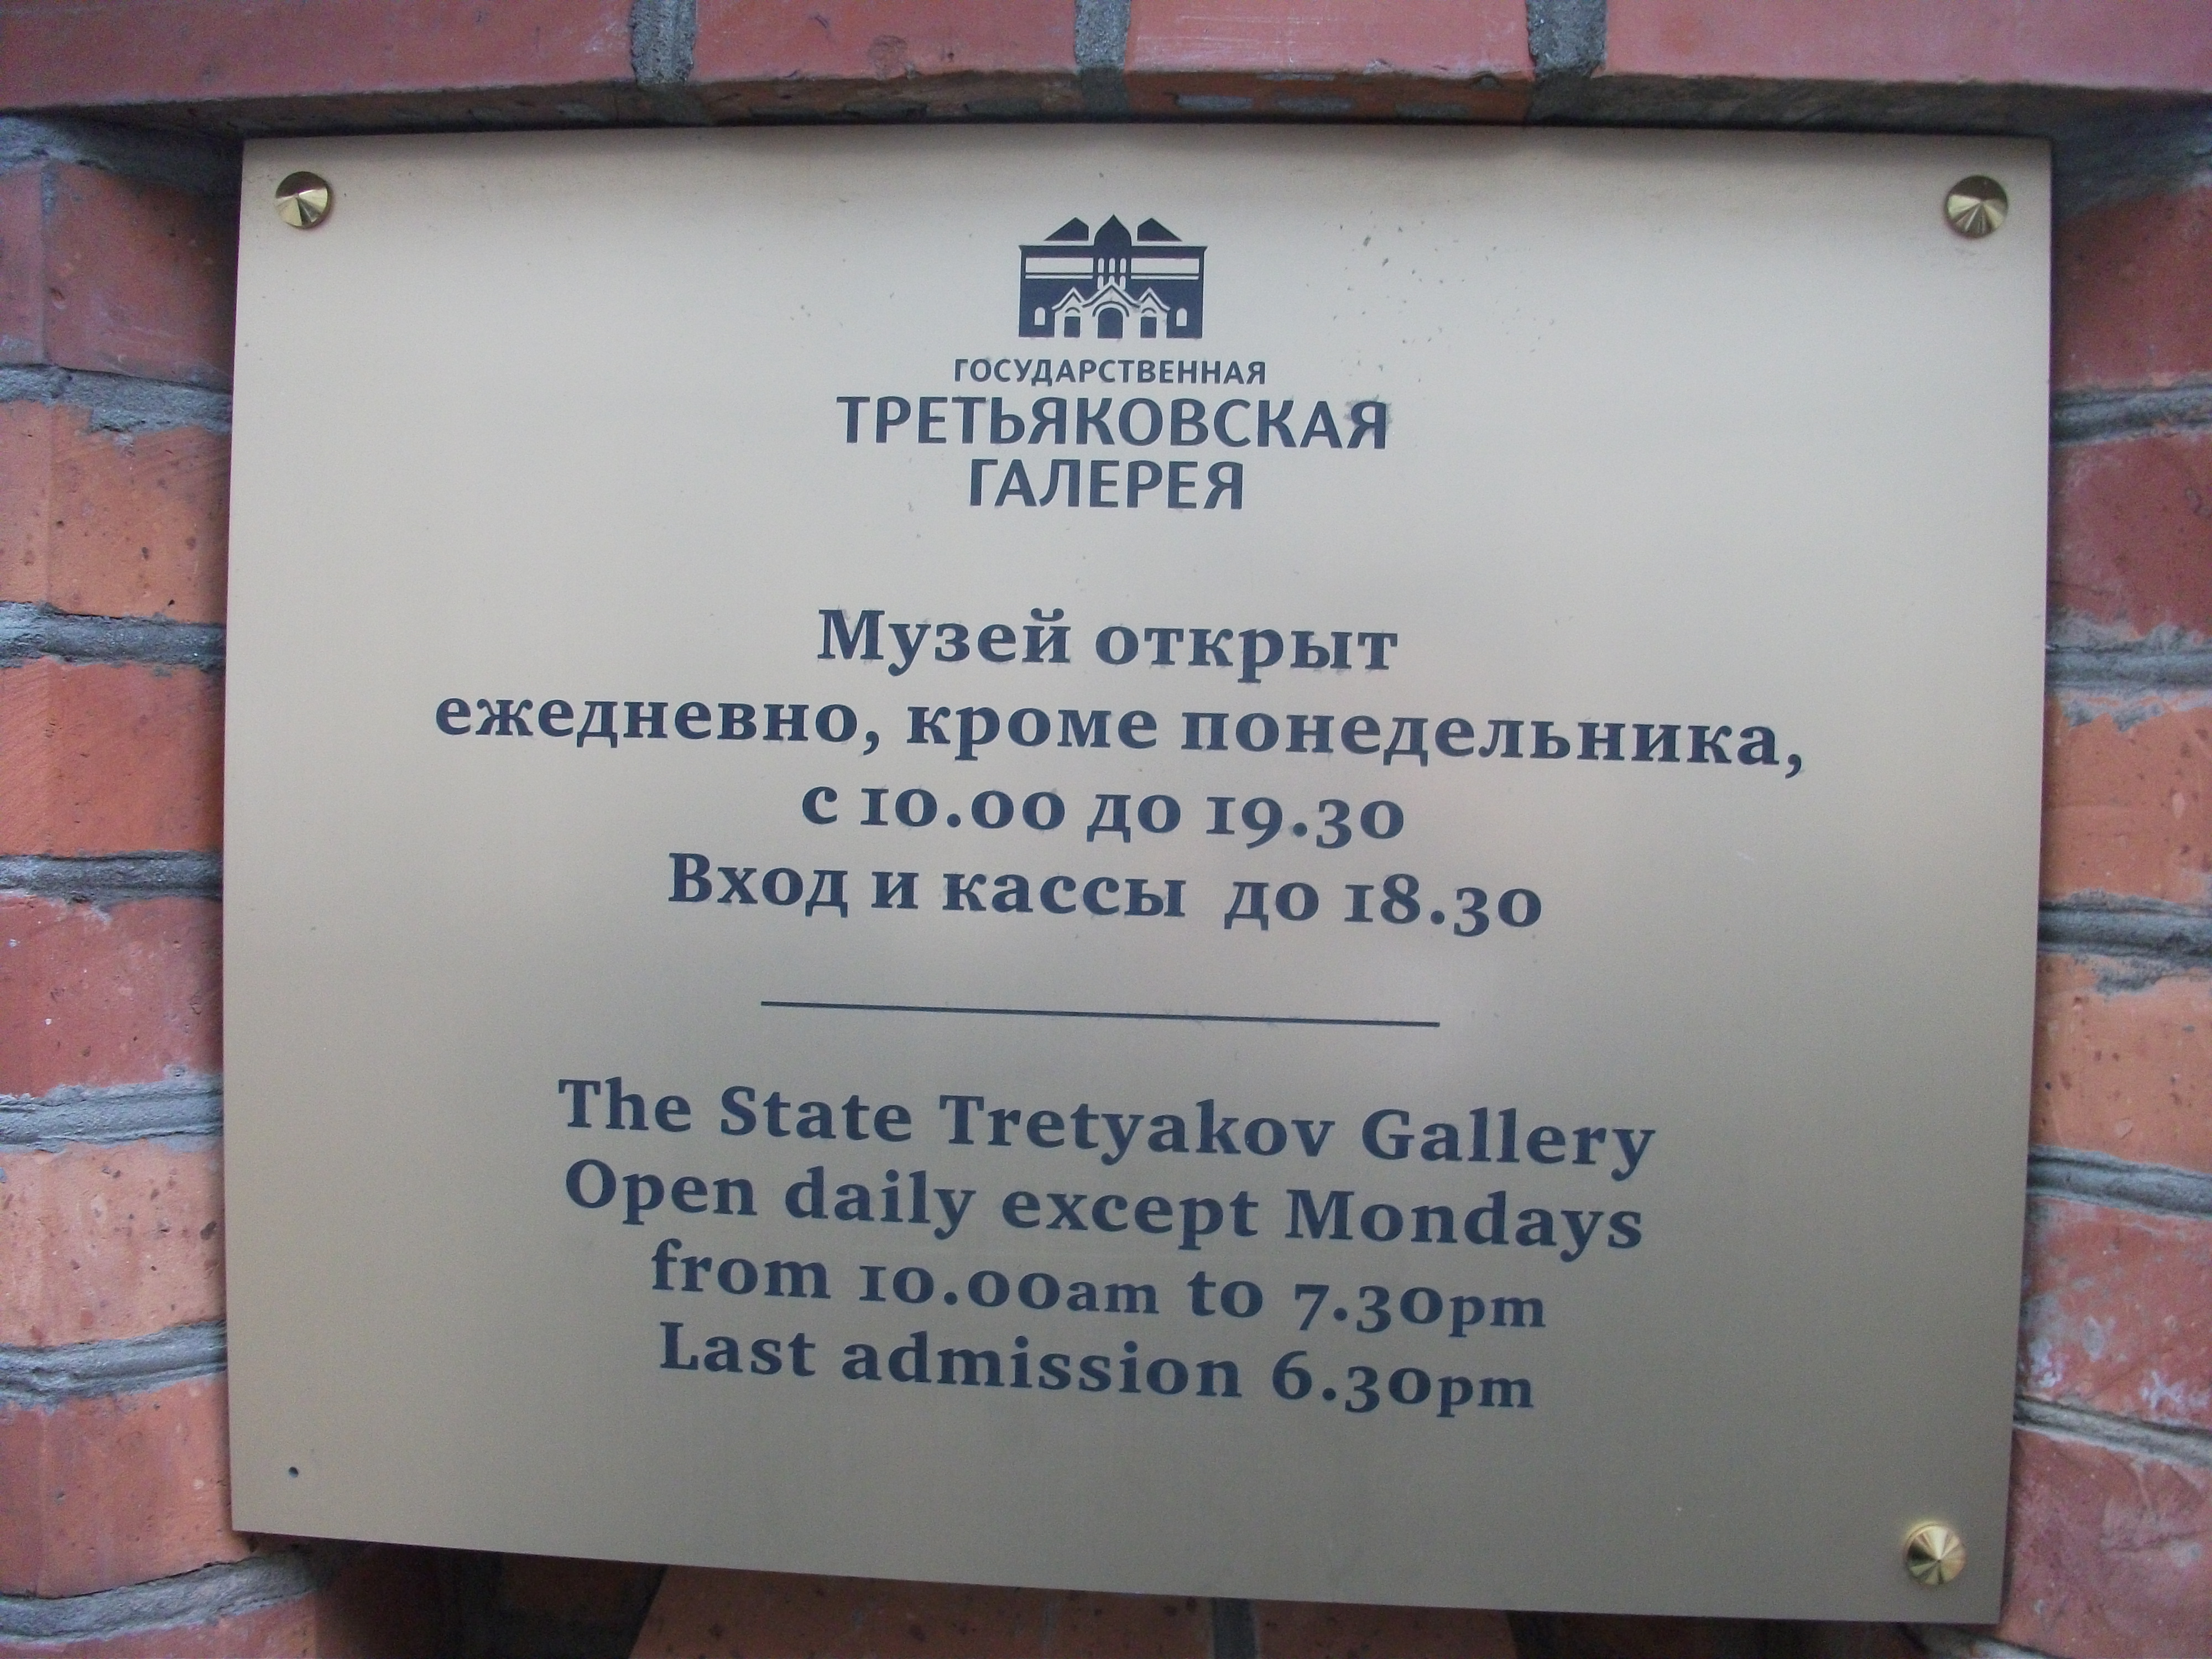 ГОСУДАРСТВЕННАЯ
ТРЕТЬЯКОВСКАЯ
ГАЛЕРЕЯ
Музей открыт
ежедневно, кроме понедельника,
с 10.00 до 19.30
Вход и кассы до 18.30
The State Tretyakov Gallery
Open daily except Mondays
from 10.00am to 7.30pm
Last admission 6.30pm